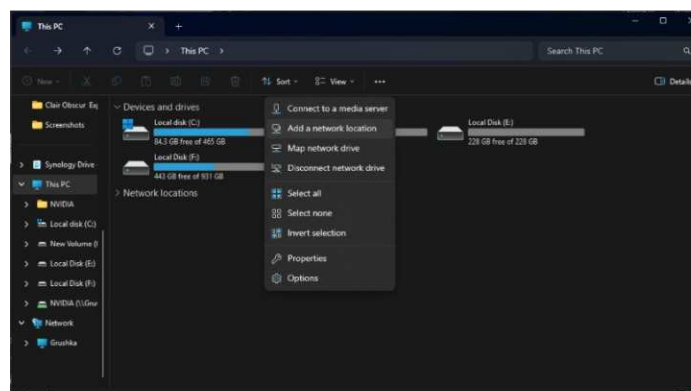 This PC
This PC
Search This PC
New
Sort
View
Details
Clair Obscur Exp
Screenshots
Synology Drive
This PC
NVIDIA
Local disk (C:)
New Volume (I
Local Disk (E:)
Local Disk (F:)
NVIDIA (\\Grus
Network
Grushka
Devices and drives
Local disk (C:)
84.3 GB free of 465 GB
Local Disk (E:)
228 GB free of 228 GB
Local Disk (F:)
443 GB free of 931 GB
Network locations
Connect to a media server
Add a network location
Map network drive
Disconnect network drive
Select all
Select none
Invert selection
Properties
Options